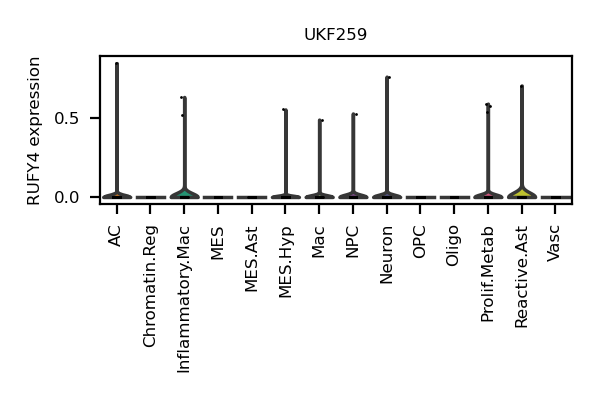 UKF259
RUFY4 expression
0.5
0.0
AC
Chromatin.Reg
Inflammatory.Mac
MES
MES.Ast
MES.Hyp
Mac
NPC
Neuron
OPC
Oligo
Prolif.Metab
Reactive.Ast
Vasc